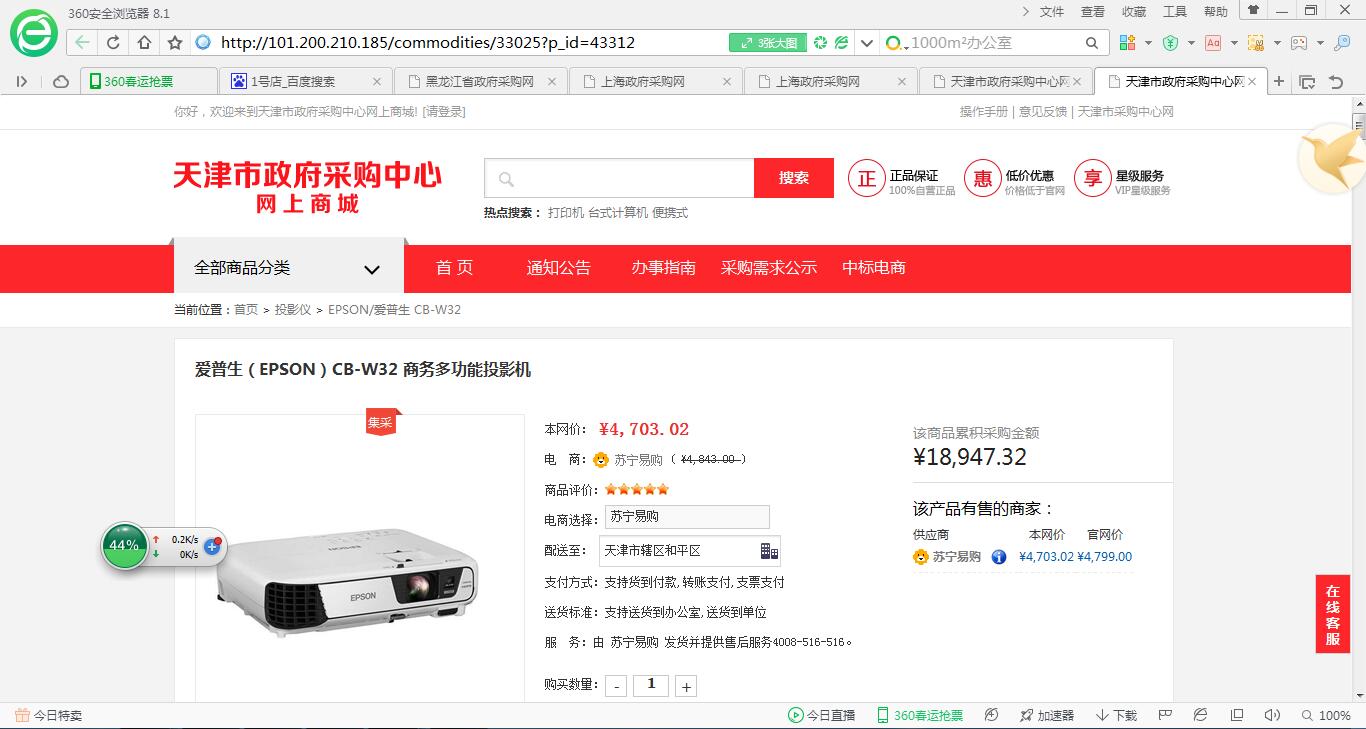 360安全浏览器 8.1
文件 查看 收藏 工具 帮助
http://101.200.210.185/commodities/33025?p_id=43312
3张大图
1000m²办公室
360春运抢票
1号店_百度搜索
黑龙江省政府采购网
上海政府采购网
上海政府采购网
天津市政府采购中心网
天津市政府采购中心网
你好，欢迎来到天津市政府采购中心网上商城! [请登录]
操作手册 | 意见反馈 | 天津市采购中心网
天津市政府采购中心
网上商城
搜索
热点搜索： 打印机 台式计算机 便携式
正 正品保证
100%自营正品
惠 低价优惠
价格低于官网
享 星级服务
VIP星级服务
全部商品分类
首 页 通知公告 办事指南 采购需求公示 中标电商
当前位置：首页 > 投影仪 > EPSON/爱普生 CB-W32
爱普生（EPSON）CB-W32 商务多功能投影机
集采
EPSON
EPSON
本网价： ¥4,703.02
电 商： 苏宁易购 （ ¥4,843.00 ）
商品评价：
电商选择： 苏宁易购
配送至： 天津市辖区和平区
支付方式：支持货到付款,转账支付,支票支付
送货标准：支持送货到办公室,送货到单位
服 务：由 苏宁易购 发货并提供售后服务4008-516-516。
购买数量： - 1 +
该商品累积采购金额
¥18,947.32
该产品有售的商家：
供应商 本网价 官网价
苏宁易购 ¥4,703.02 ¥4,799.00
44%
0.2K/s
0K/s
在线客服
今日特卖
今日直播
360春运抢票
加速器
下载
100%